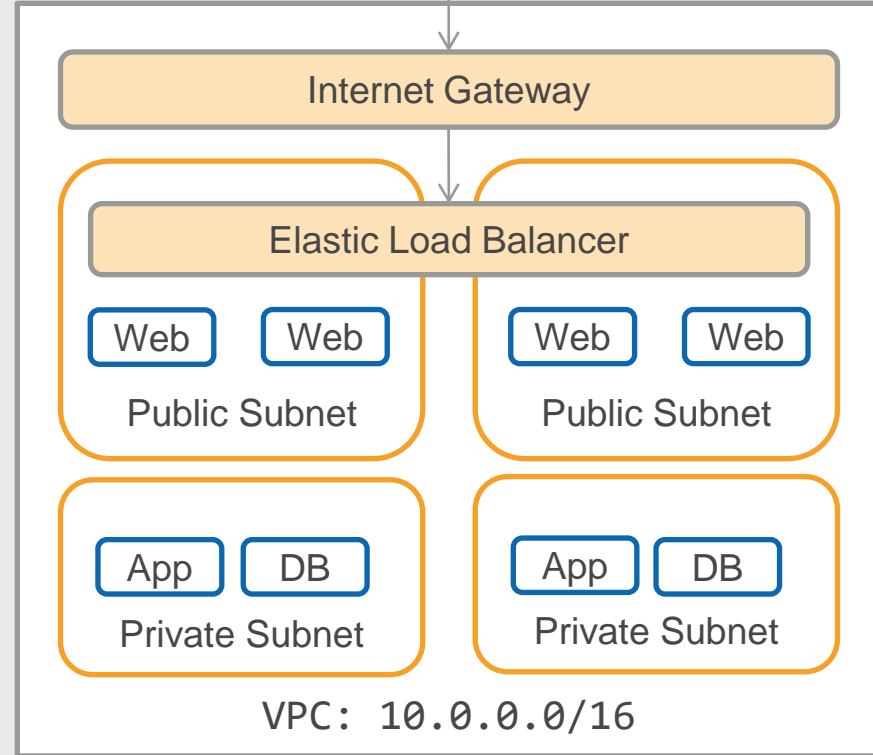 Internet Gateway
Elastic Load Balancer
Web Web Web Web
Public Subnet Public Subnet
App DB App DB
Private Subnet Private Subnet
VPC: 10.0.0.0/16